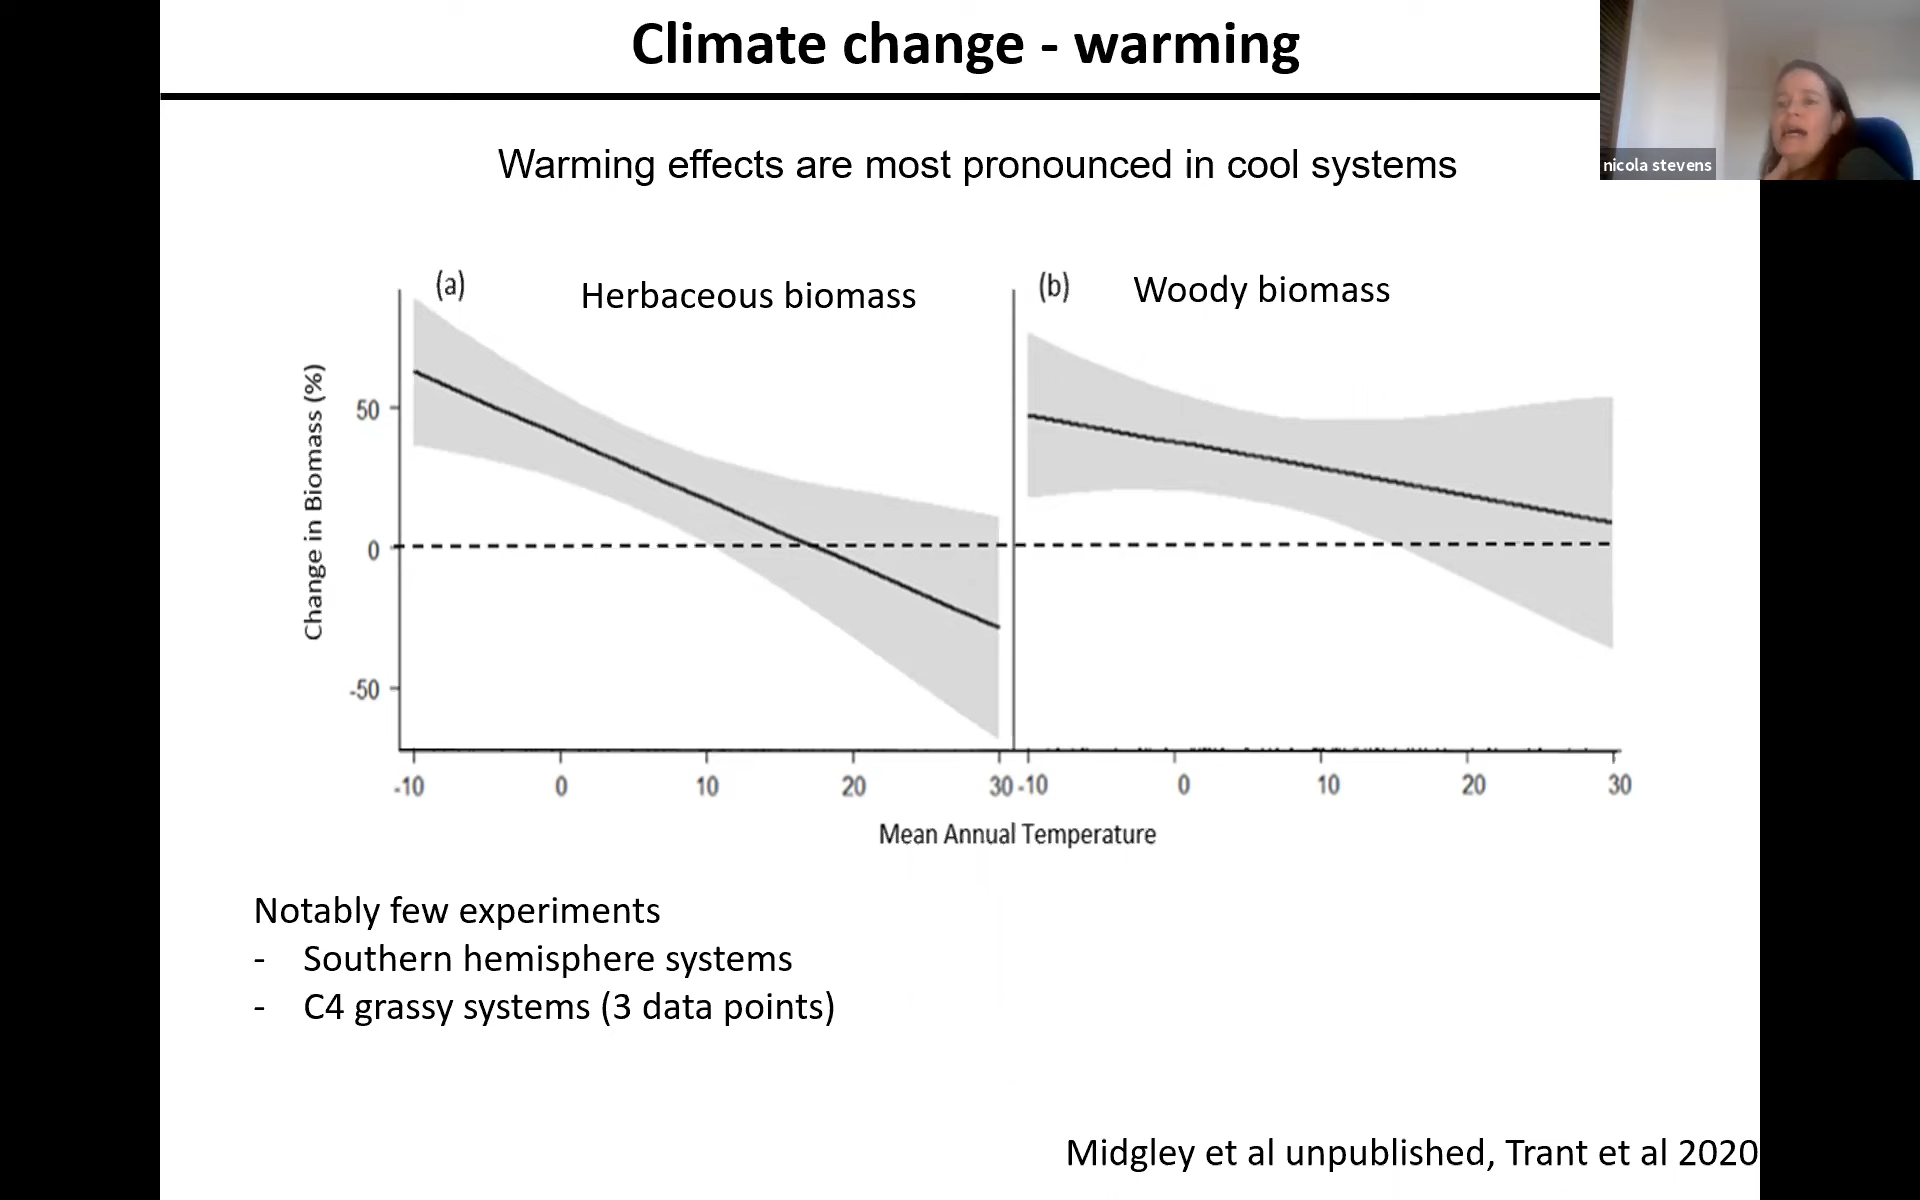 Climate change - warming
nicola stevens
Warming effects are most pronounced in cool systems
(a) Herbaceous biomass
(b) Woody biomass
Change in Biomass (%)
50
0
-50
-10 0 10 20 30
-10 0 10 20 30
Mean Annual Temperature
Notably few experiments
- Southern hemisphere systems
- C4 grassy systems (3 data points)
Midgley et al unpublished, Trant et al 2020